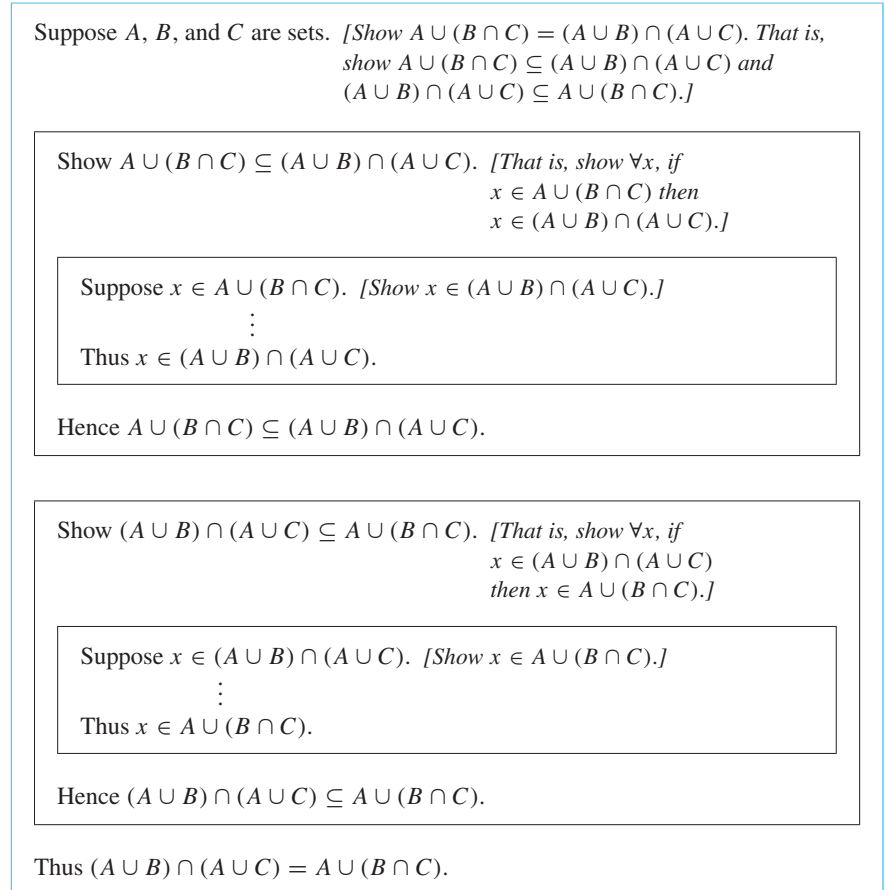 Suppose A, B, and C are sets. [Show A ∪ (B ∩ C) = (A ∪ B) ∩ (A ∪ C). That is,
show A ∪ (B ∩ C) ⊆ (A ∪ B) ∩ (A ∪ C) and
(A ∪ B) ∩ (A ∪ C) ⊆ A ∪ (B ∩ C).]
Show A ∪ (B ∩ C) ⊆ (A ∪ B) ∩ (A ∪ C). [That is, show ∀x, if
x ∈ A ∪ (B ∩ C) then
x ∈ (A ∪ B) ∩ (A ∪ C).]
Suppose x ∈ A ∪ (B ∩ C). [Show x ∈ (A ∪ B) ∩ (A ∪ C).]
⋮
Thus x ∈ (A ∪ B) ∩ (A ∪ C).
Hence A ∪ (B ∩ C) ⊆ (A ∪ B) ∩ (A ∪ C).
Show (A ∪ B) ∩ (A ∪ C) ⊆ A ∪ (B ∩ C). [That is, show ∀x, if
x ∈ (A ∪ B) ∩ (A ∪ C)
then x ∈ A ∪ (B ∩ C).]
Suppose x ∈ (A ∪ B) ∩ (A ∪ C). [Show x ∈ A ∪ (B ∩ C).]
⋮
Thus x ∈ A ∪ (B ∩ C).
Hence (A ∪ B) ∩ (A ∪ C) ⊆ A ∪ (B ∩ C).
Thus (A ∪ B) ∩ (A ∪ C) = A ∪ (B ∩ C).